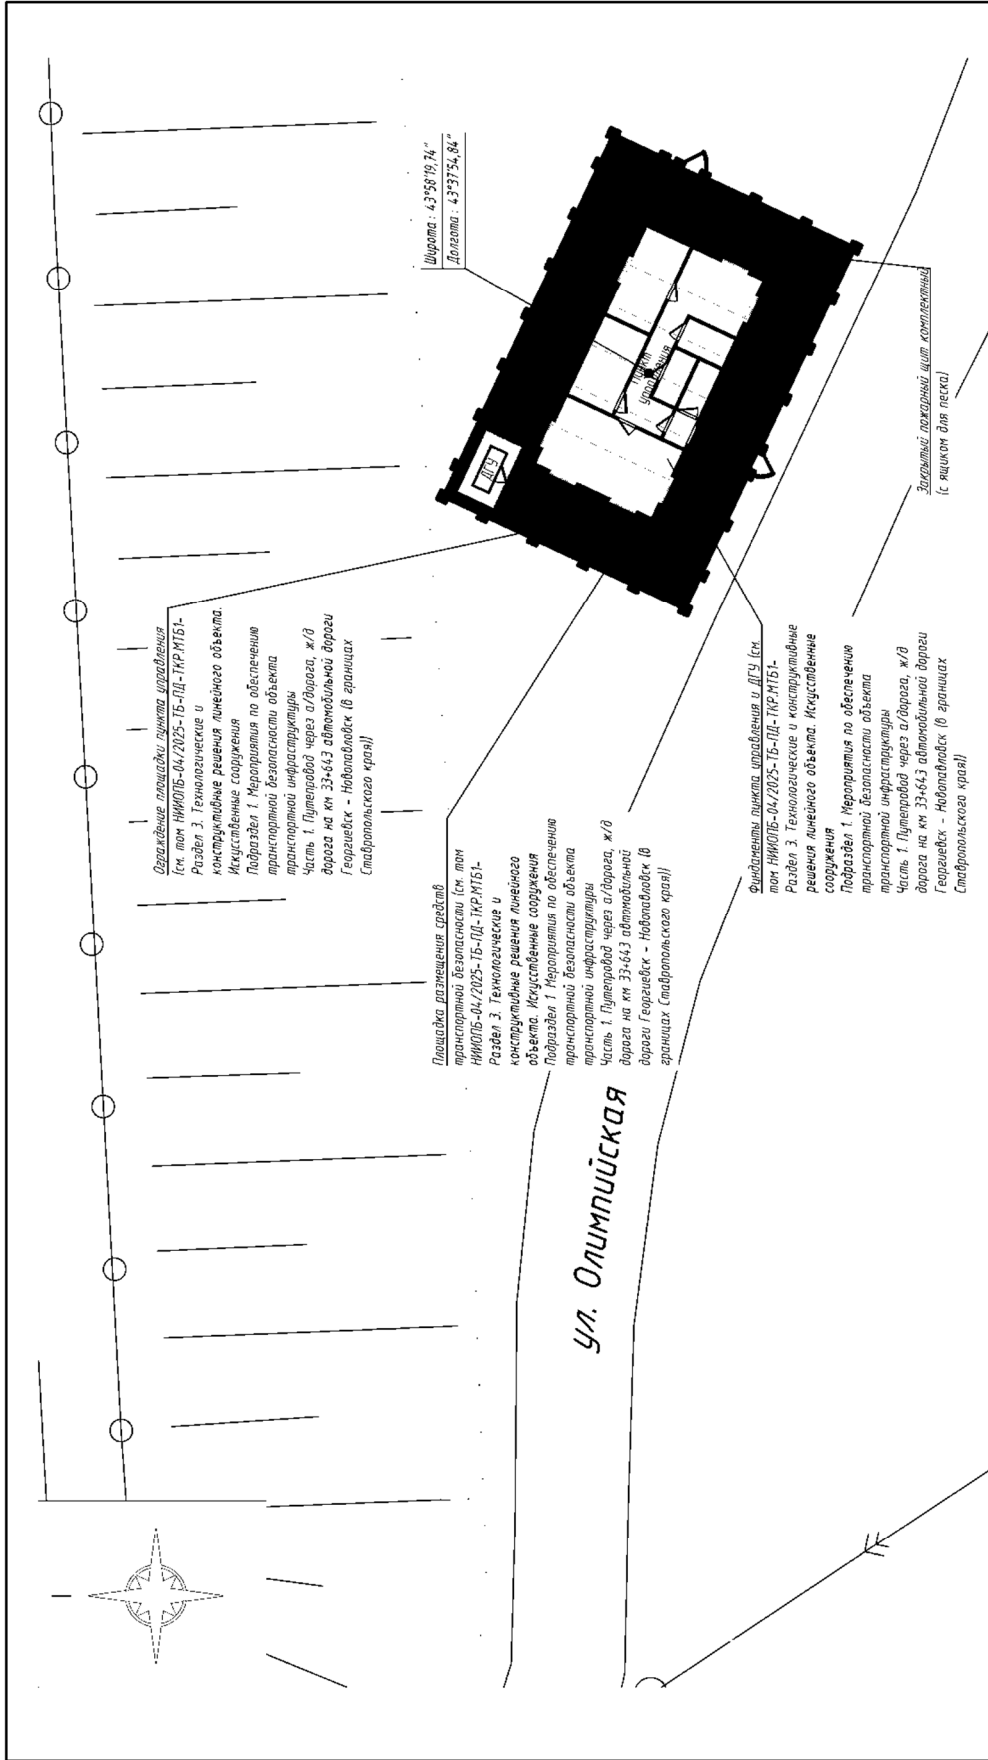 Широта: 43°58'19,74"
Долгота: 43°37'54,84"
ДГУ
Пункт
управления
Ограждение площадки пункта управления
(см. том НИИОПБ-04/2025-ТБ-ПД-ТКР.МТБ1-
Раздел 3. Технологические и
конструктивные решения линейного объекта.
Искусственные сооружения
Подраздел 1. Мероприятия по обеспечению
транспортной безопасности объекта
транспортной инфраструктуры
Часть 1. Путепровод через а/дорога, ж/д
дорога на км 33+643 автомобильной дороги
Георгиевск - Новопавловск (в границах
Ставропольского края))
Площадка размещения средств
транспортной безопасности (см. том
НИИОПБ-04/2025-ТБ-ПД-ТКР.МТБ1-
Раздел 3. Технологические и
конструктивные решения линейного
объекта. Искусственные сооружения
Подраздел 1 Мероприятия по обеспечению
транспортной безопасности объекта
транспортной инфраструктуры
Часть 1. Путепровод через а/дорога, ж/д
дорога на км 33+643 автомобильной
дороги Георгиевск - Новопавловск (в
границах Ставропольского края))
Фундаменты пункта управления и ДГУ (см.
том НИИОПБ-04/2025-ТБ-ПД-ТКР.МТБ1-
Раздел 3. Технологические и конструктивные
решения линейного объекта. Искусственные
сооружения
Подраздел 1. Мероприятия по обеспечению
транспортной безопасности объекта
транспортной инфраструктуры
Часть 1. Путепровод через а/дорога, ж/д
дорога на км 33+643 автомобильной дороги
Георгиевск - Новопавловск (в границах
Ставропольского края))
Закрытый пожарный щит комплектный
(с ящиком для песка)
ул. Олимпийская